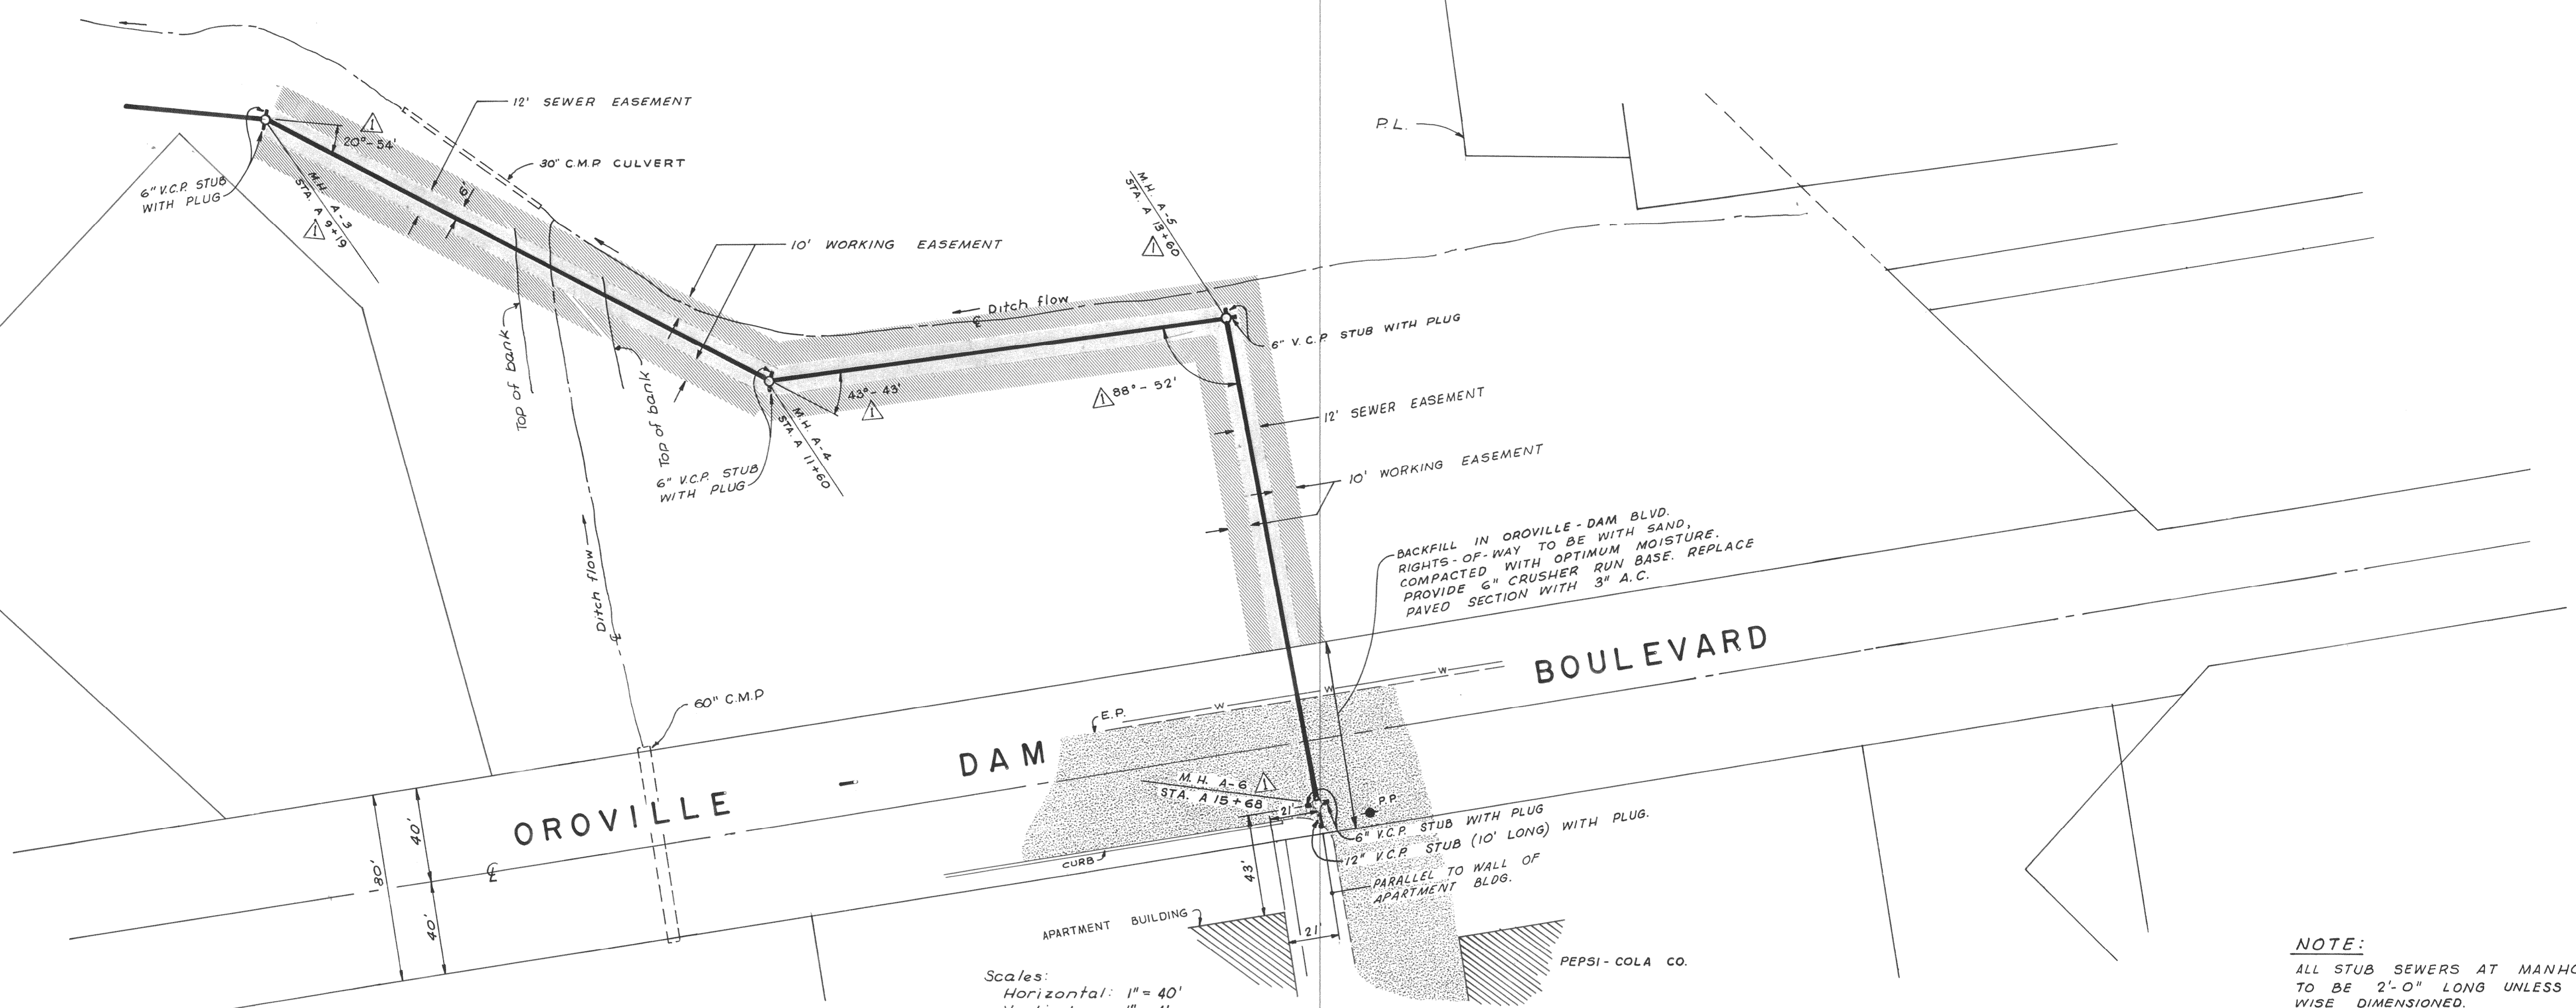 12' SEWER EASEMENT
20°-54'
1
30" C.M.P. CULVERT
6" V.C.P. STUB
WITH PLUG
M.H. A-3
STA. A 9+19
1
6'
10' WORKING EASEMENT
P.L.
M.H. A-5
STA. A 13+60
1
Ditch flow
℄
6" V.C.P. STUB WITH PLUG
Top of bank
Top of bank
43°-43'
1
1
88°-52'
12' SEWER EASEMENT
M.H. A-4
STA. A 11+60
6" V.C.P. STUB
WITH PLUG
10' WORKING EASEMENT
BACKFILL IN OROVILLE-DAM BLVD.
RIGHTS-OF-WAY TO BE WITH SAND,
COMPACTED WITH OPTIMUM MOISTURE.
PROVIDE 6" CRUSHER RUN BASE. REPLACE
PAVED SECTION WITH 3" A.C.
Ditch flow
℄
60" C.M.P
E.P.
W
W
W
OROVILLE - DAM BOULEVARD
M.H. A-6
1
STA. A 15+68
21'
P.P.
6" V.C.P. STUB WITH PLUG
12" V.C.P. STUB (10' LONG) WITH PLUG.
PARALLEL TO WALL OF
APARTMENT BLDG.
80'
40'
40'
℄
CURB
43'
APARTMENT BUILDING
21'
PEPSI-COLA CO.
Scales:
Horizontal: 1" = 40'
NOTE:
ALL STUB SEWERS AT
TO BE 2'-0" LONG UNLESS
WISE DIMENSIONED.